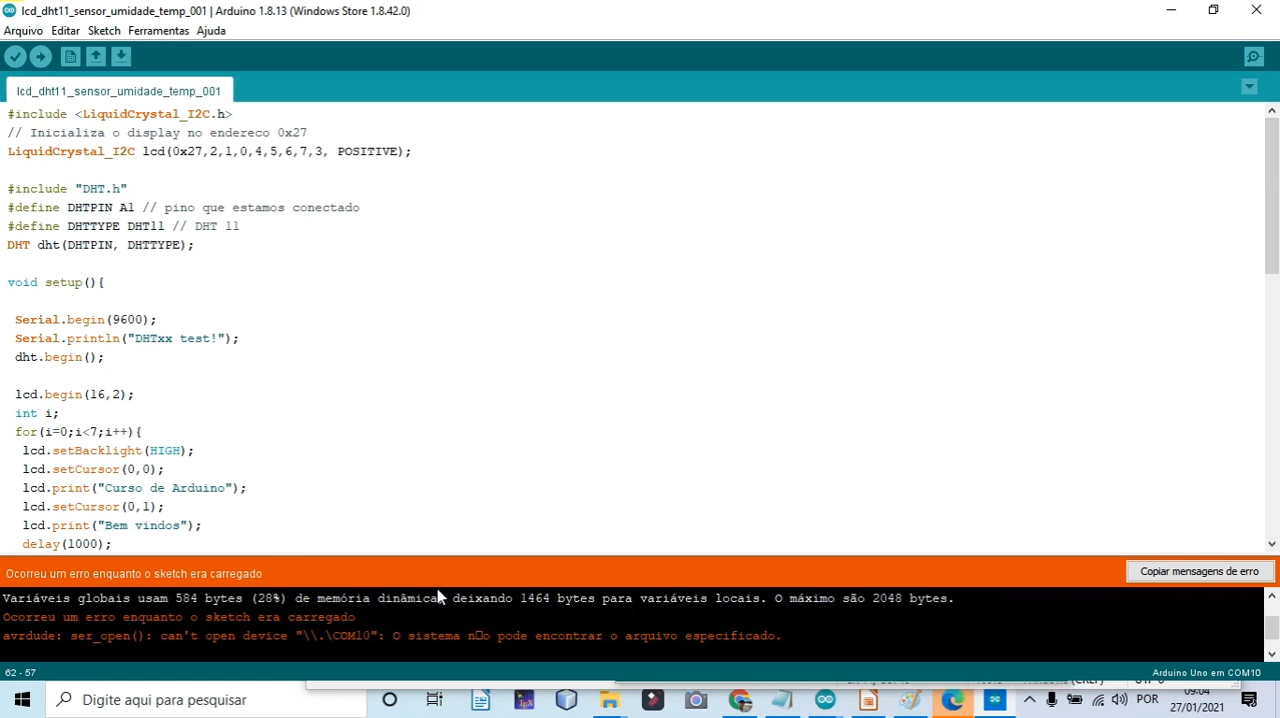 lcd_dht11_sensor_umidade_temp_001 | Arduino 1.8.13 (Windows Store 1.8.42.0)
Arquivo Editar Sketch Ferramentas Ajuda
lcd_dht11_sensor_umidade_temp_001
#include <LiquidCrystal_I2C.h>
// Inicializa o display no endereco 0x27
LiquidCrystal_I2C lcd(0x27,2,1,0,4,5,6,7,3, POSITIVE);
#include "DHT.h"
#define DHTPIN A1 // pino que estamos conectado
#define DHTTYPE DHT11 // DHT 11
DHT dht(DHTPIN, DHTTYPE);
void setup(){
Serial.begin(9600);
Serial.println("DHTxx test!");
dht.begin();
lcd.begin(16,2);
int i;
for(i=0;i<7;i++){
lcd.setBacklight(HIGH);
lcd.setCursor(0,0);
lcd.print("Curso de Arduino");
lcd.setCursor(0,1);
lcd.print("Bem vindos");
delay(1000);
Ocorreu um erro enquanto o sketch era carregado
Copiar mensagens de erro
Variáveis globais usam 584 bytes (28%) de memória dinâmica, deixando 1464 bytes para variáveis locais. O máximo são 2048 bytes.
Ocorreu um erro enquanto o sketch era carregado
avrdude: ser_open(): can't open device "\\.\COM10": O sistema n□o pode encontrar o arquivo especificado.
62 - 57
Arduino Uno em COM10
Digite aqui para pesquisar
POR
19:04
27/01/2021